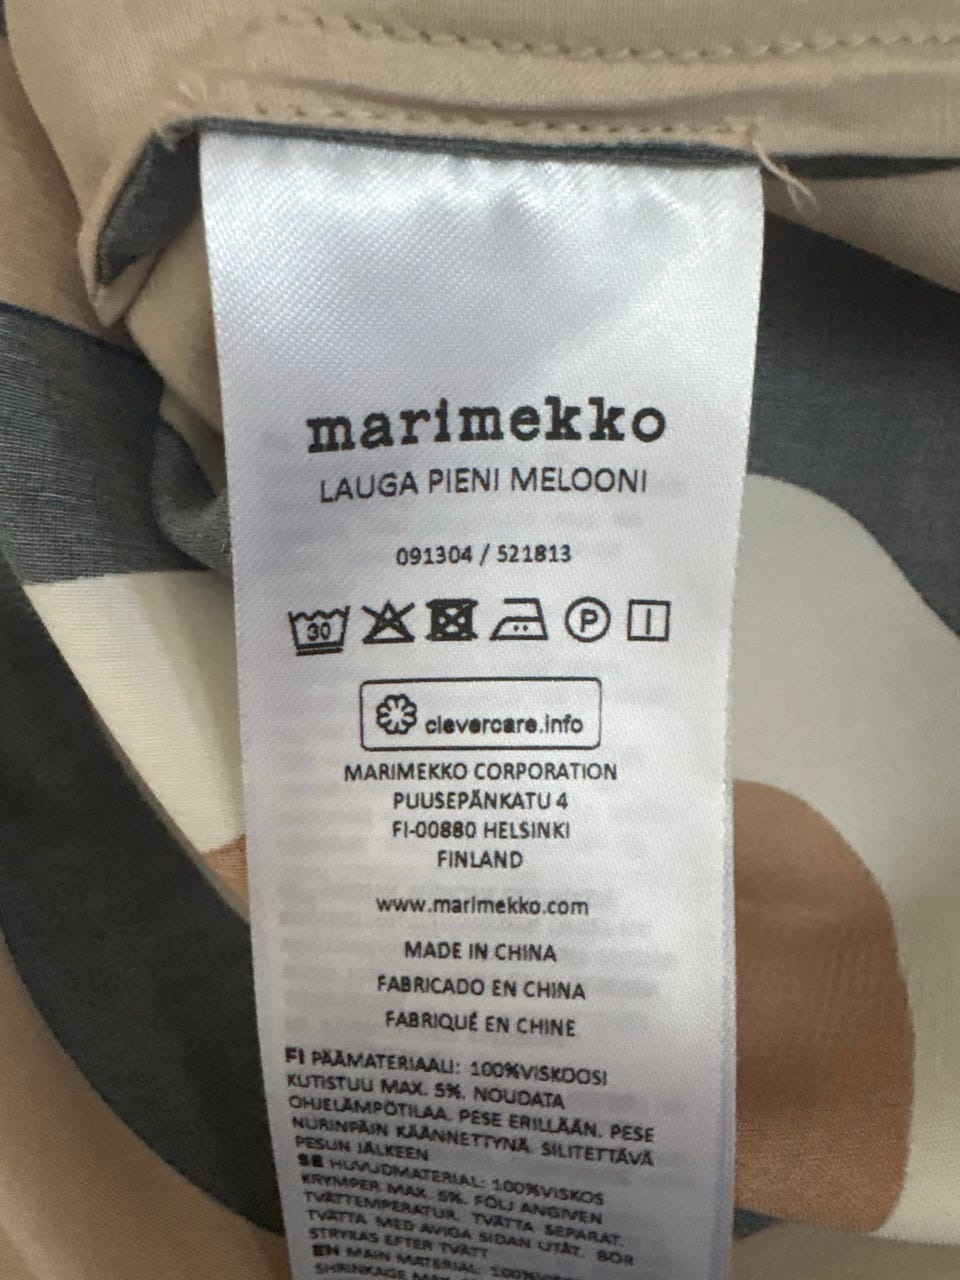 marimekko
LAUGA PIENI MELOONI
091304 / 521813
30 P
clevercare.info
MARIMEKKO CORPORATION
PUUSEPÄNKATU 4
FI-00880 HELSINKI
FINLAND
www.marimekko.com
MADE IN CHINA
FABRICADO EN CHINA
FABRIQUÉ EN CHINE
FI PÄÄMATERIAALI: 100%VISKOOSI
KUTISTUU MAX. 5%. NOUDATA
OHJELÄMPÖTILAA. PESE ERILLÄÄN. PESE
NURINPÄIN KÄÄNNETTYNÄ. SILITETTÄVÄ
PESUN JÄLKEEN
SE HUVUDMATERIAL: 100%VISKOS
KRYMPER MAX. 5%. FÖLJ ANGIVEN
TVÄTTEMPERATUR. TVÄTTA SEPARAT.
TVÄTTA MED AVIGA SIDAN UTÅT. BÖR
STRYKAS EFTER TVÄTT
EN MAIN MATERIAL:
SHRINKAGE MAX.